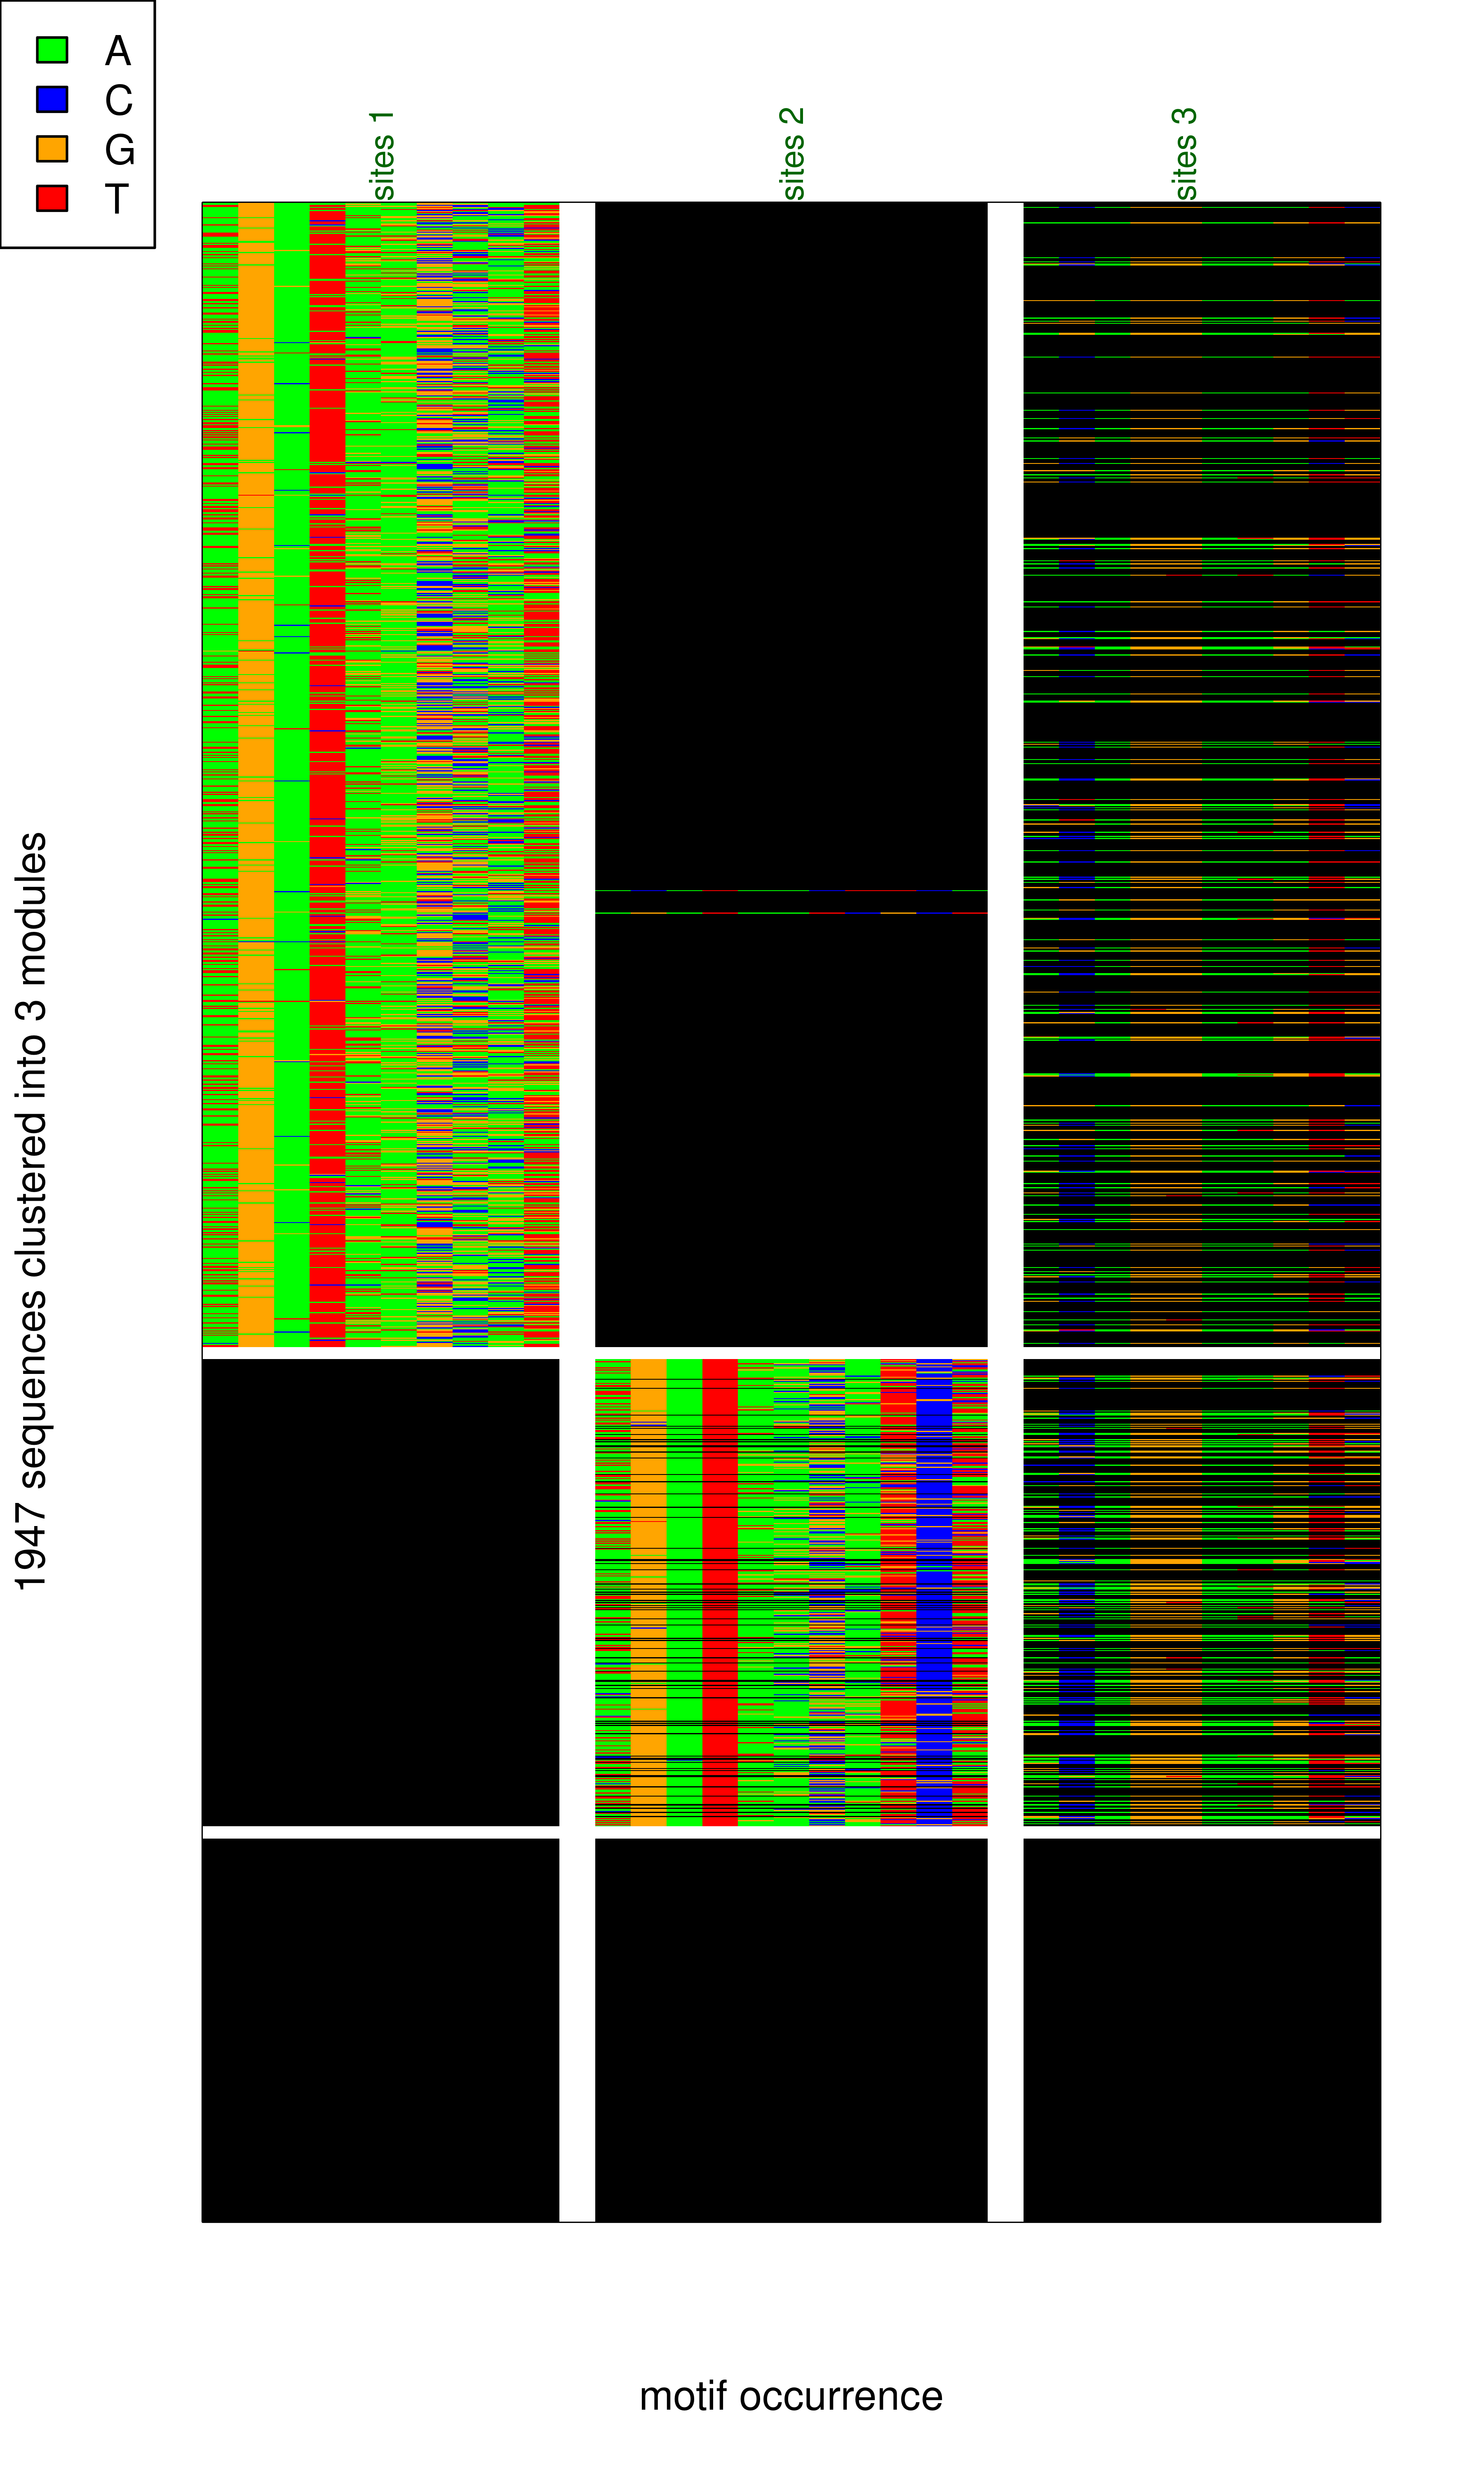 A
C
G
T
sites 1
sites 2
sites 3
1947 sequences clustered into 3 modules
motif occurrence